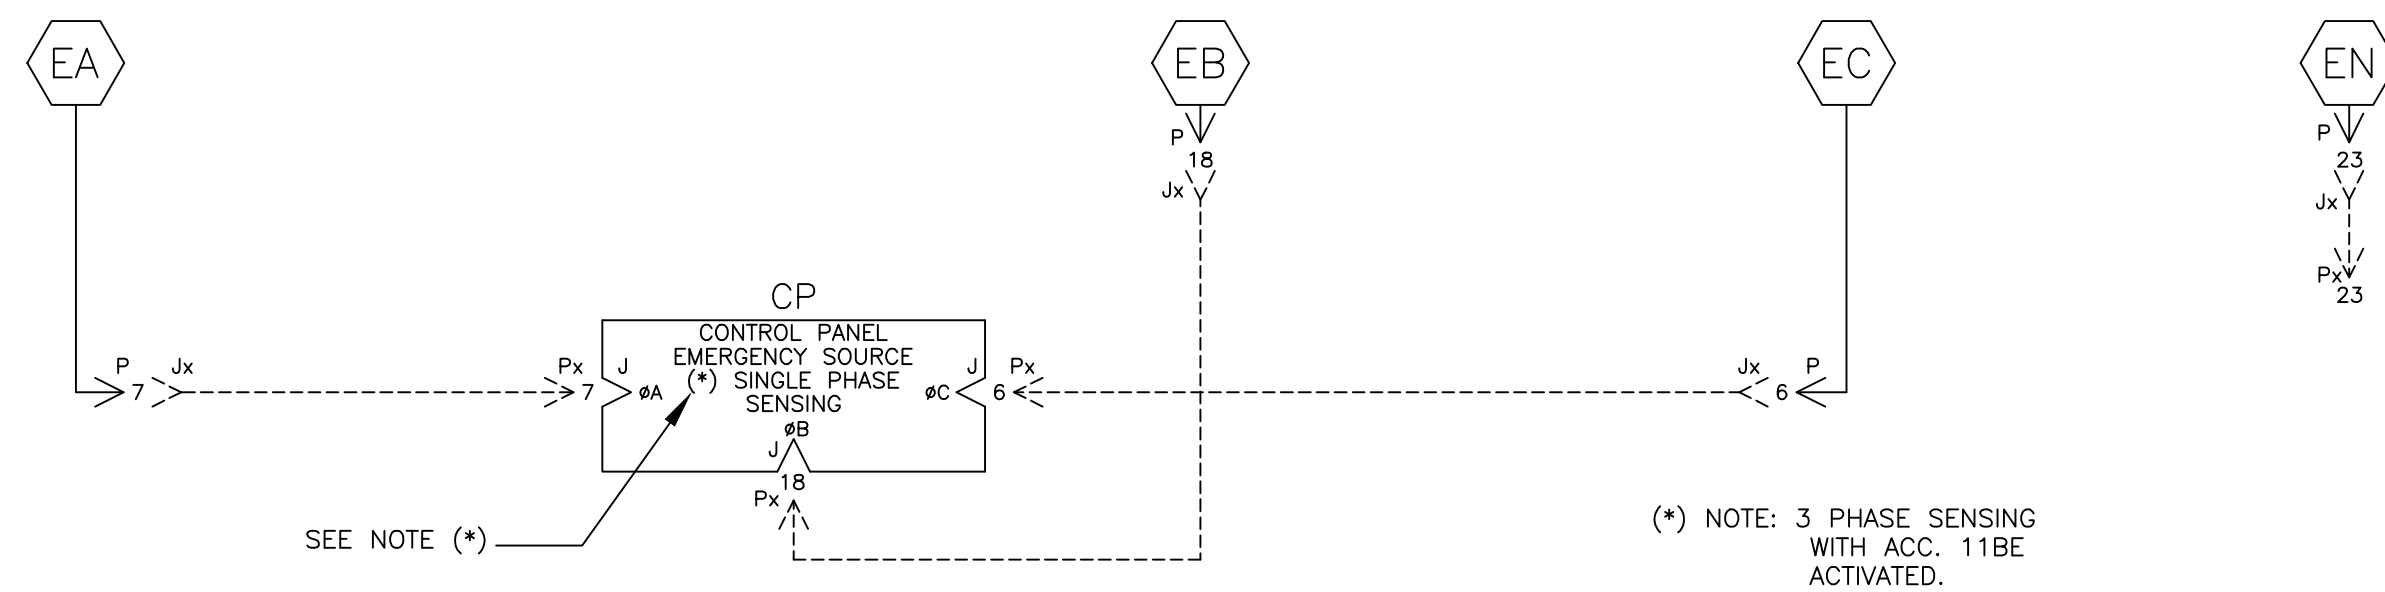 EA
EB
EC
EN
P
18
Jx
P
23
Jx
Px
23
CP
CONTROL PANEL
EMERGENCY SOURCE
(*) SINGLE PHASE
SENSING
P
7
Jx
Px
7
J
øA
øC
J
6
Px
Jx
6
P
øB
J
18
Px
SEE NOTE (*)
(*) NOTE: 3 PHASE SENSING
WITH ACC. 11BE
ACTIVATED.